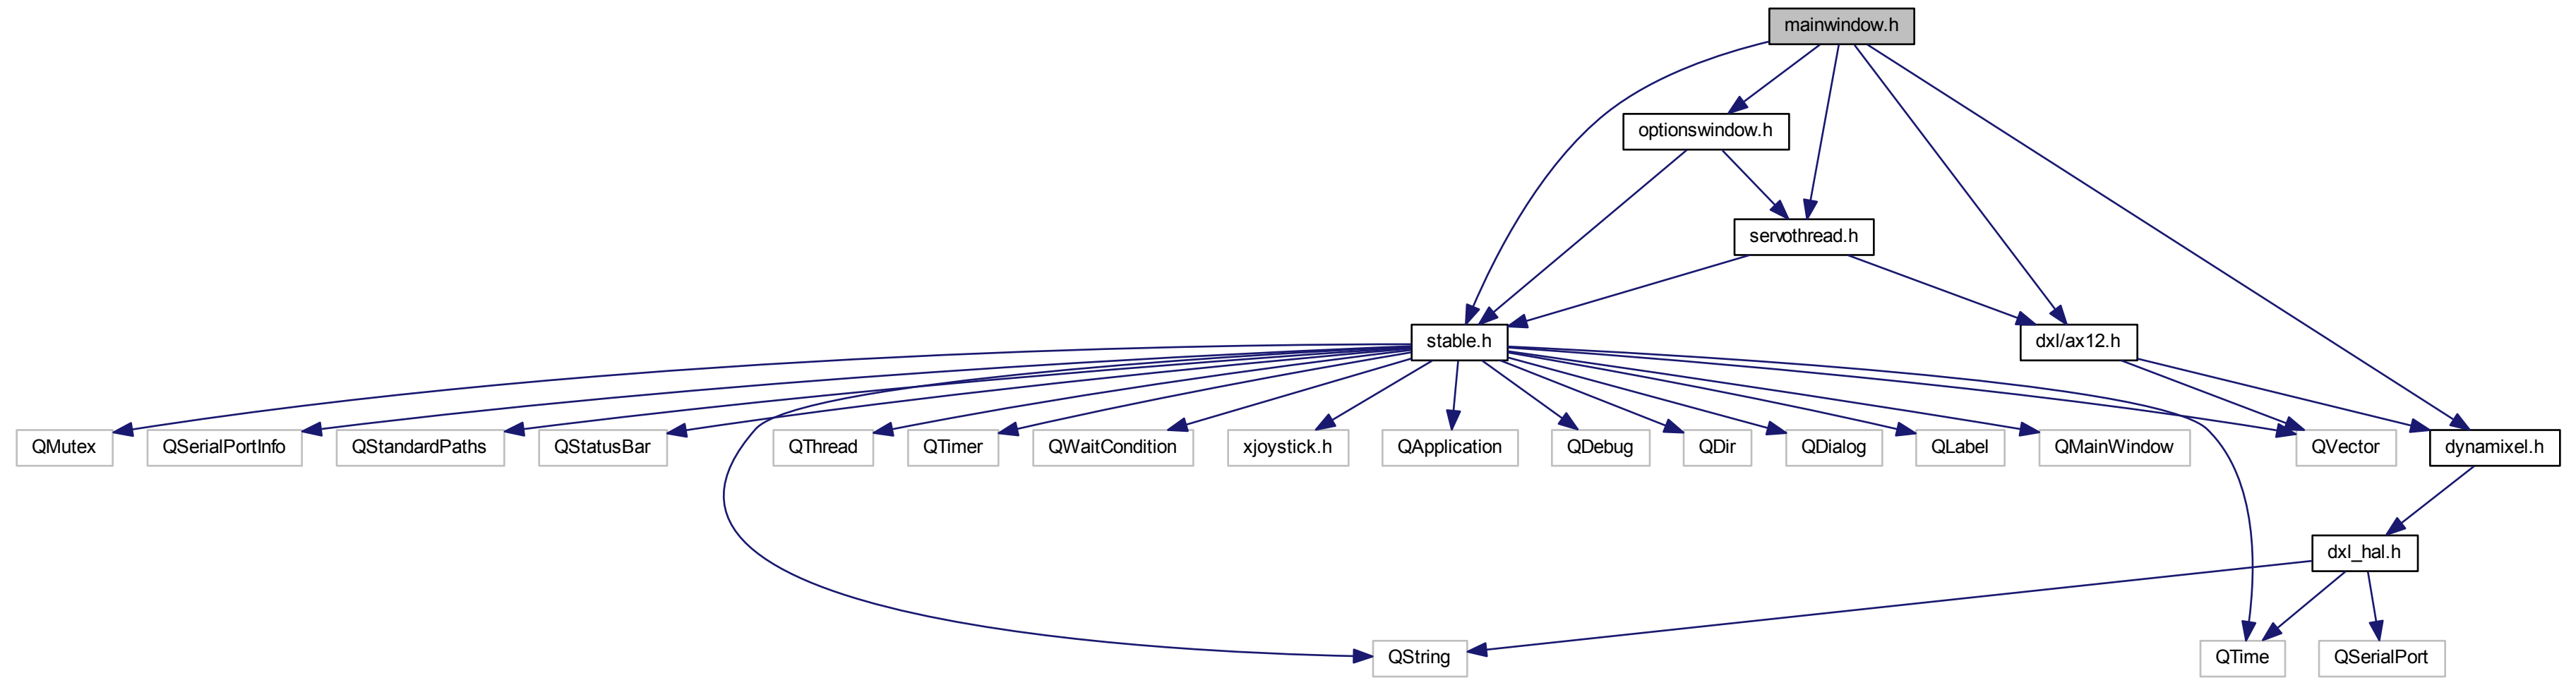 mainwindow.h
optionswindow.h
servothread.h
stable.h
dxl/ax12.h
QMutex
QSerialPortInfo
QStandardPaths
QStatusBar
QThread
QTimer
QWaitCondition
xjoystick.h
QApplication
QDebug
QDir
QDialog
QLabel
QMainWindow
QVector
dynamixel.h
dxl_hal.h
QString
QTime
QSerialPort